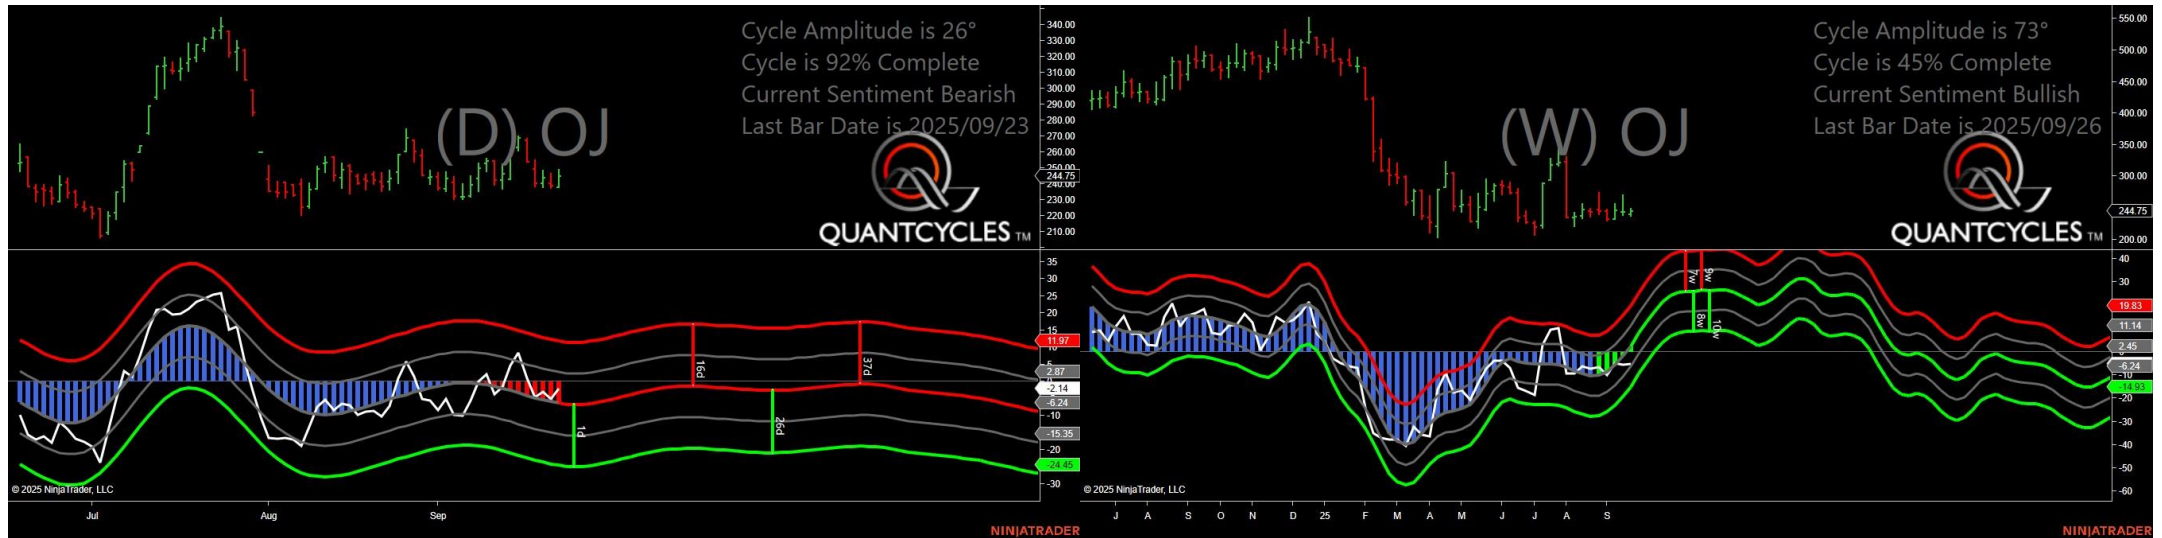 Cycle Amplitude is 26°
Cycle is 92% Complete
Current Sentiment Bearish
Last Bar Date is 2025/09/23
(D) OJ
QUANTCYCLES TM
340.00
330.00
320.00
310.00
300.00
290.00
280.00
270.00
260.00
250.00
244.75
240.00
230.00
220.00
210.00
35
30
25
20
15
11.97
10
5
2.87
-2.14
-6.24
-10
-15.35
-20
-24.45
-30
16d
37d
1d
26d
© 2025 NinjaTrader, LLC
Jul
Aug
Sep
NINJATRADER
Cycle Amplitude is 73°
Cycle is 45% Complete
Current Sentiment Bullish
Last Bar Date is 2025/09/26
(W) OJ
QUANTCYCLES TM
550.00
500.00
450.00
400.00
350.00
300.00
244.75
200.00
40
30
19.83
11.14
2.45
-6.24
-10
-14.93
-20
-30
-40
-50
-60
7w
9w
8w
10w
© 2025 NinjaTrader, LLC
J
A
S
O
N
D
25
F
M
A
M
J
J
A
S
NINJATRADER